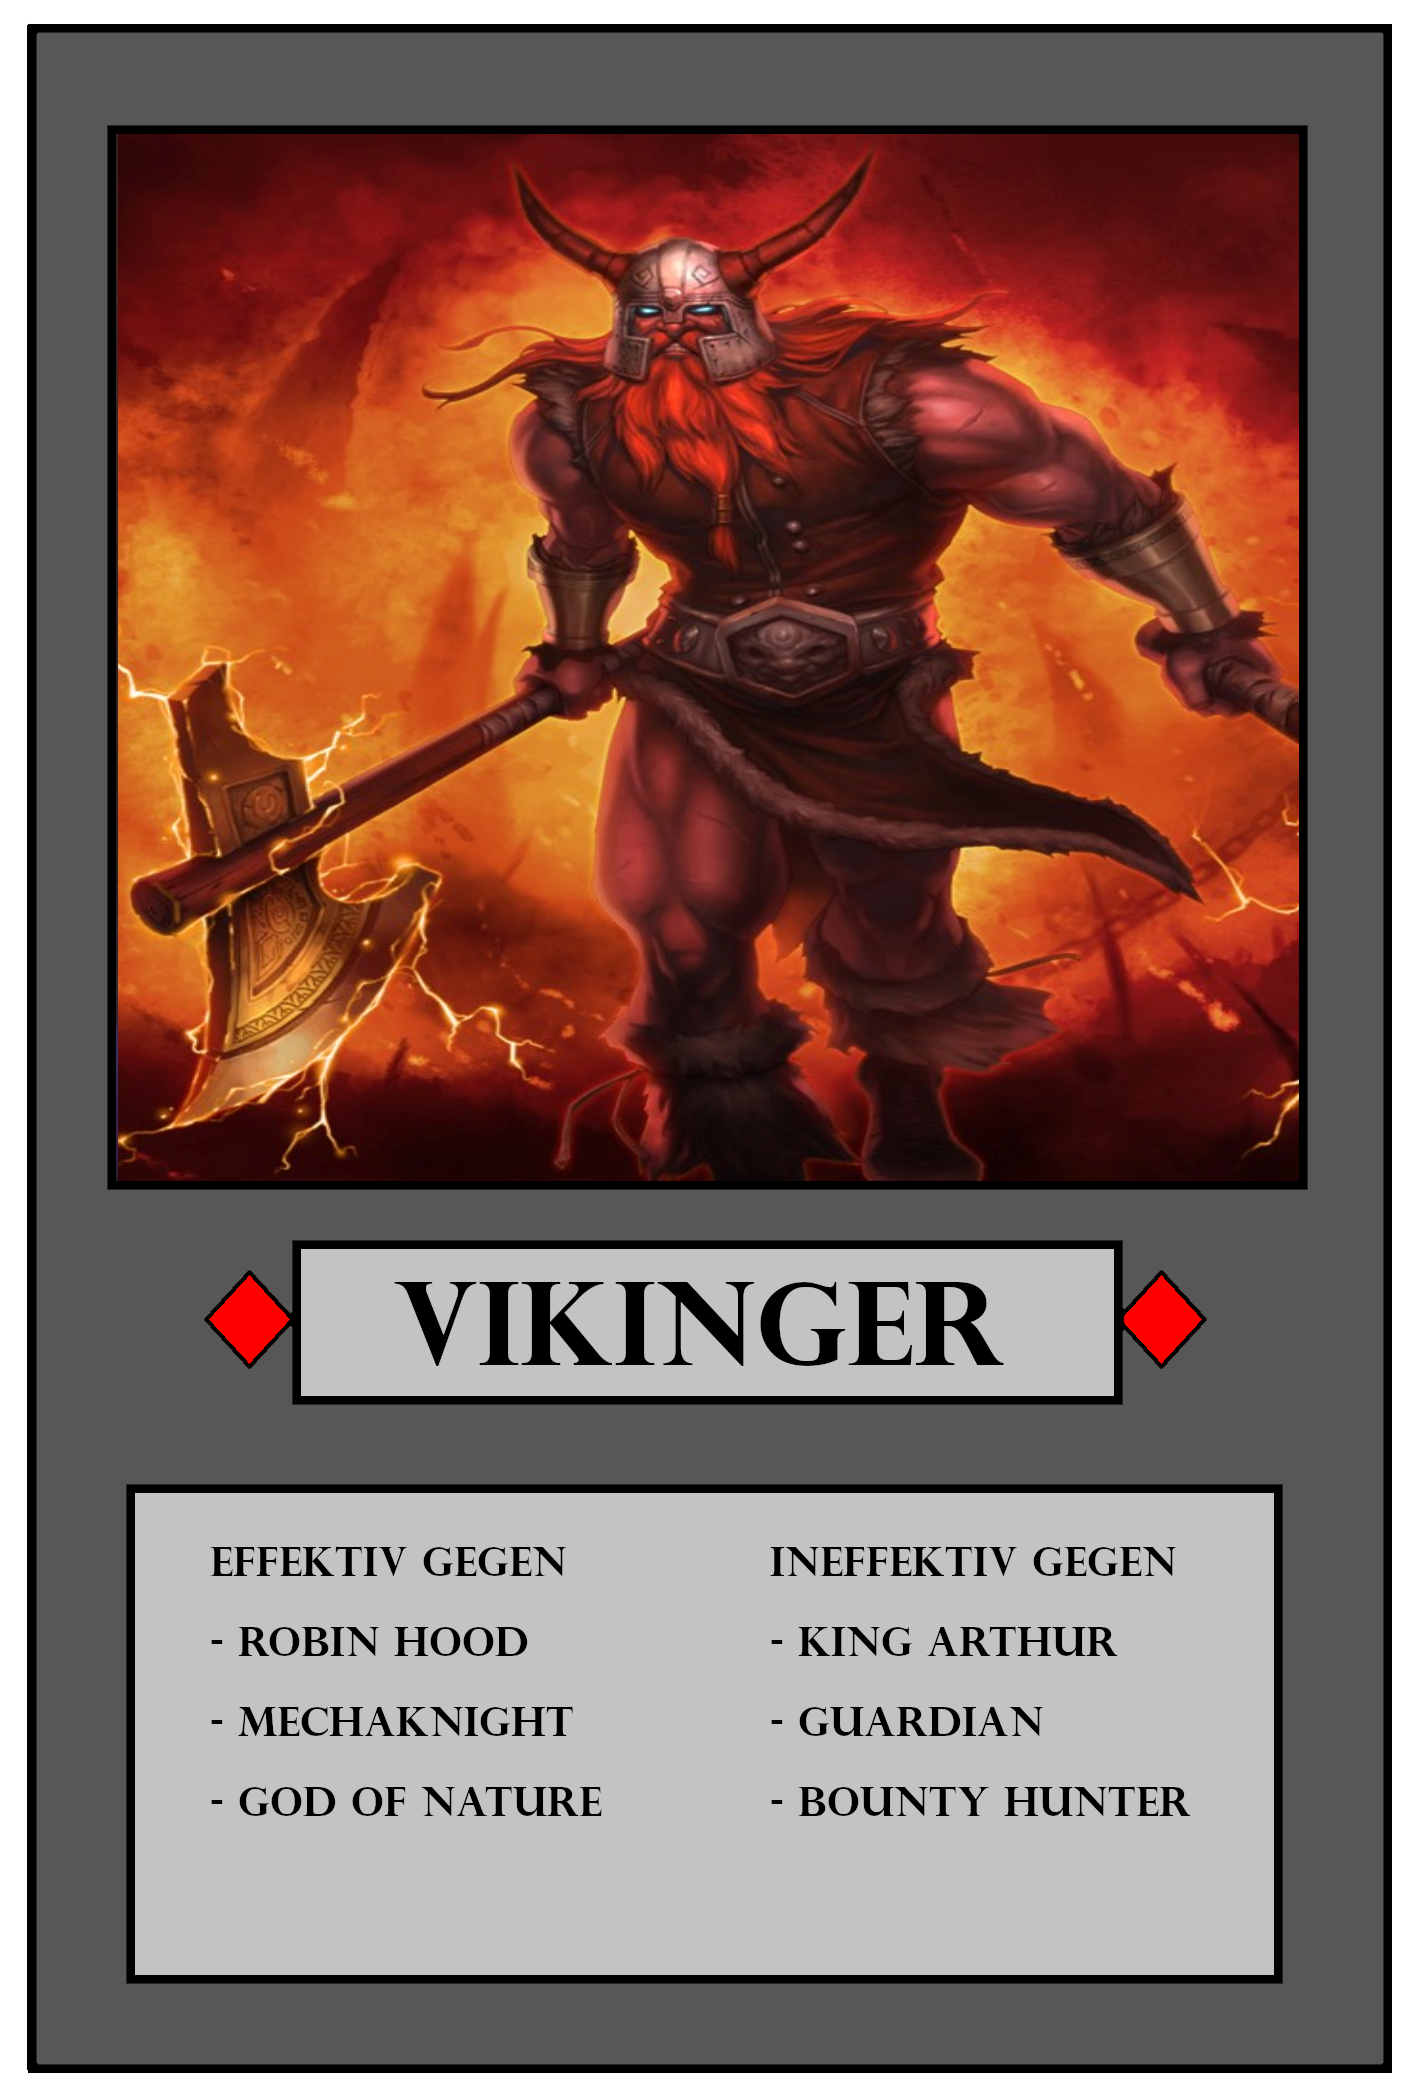 VIKINGER
EFFEKTIV GEGEN
- ROBIN HOOD
- MECHAKNIGHT
- GOD OF NATURE
INEFFEKTIV GEGEN
- KING ARTHUR
- GUARDIAN
- BOUNTY HUNTER